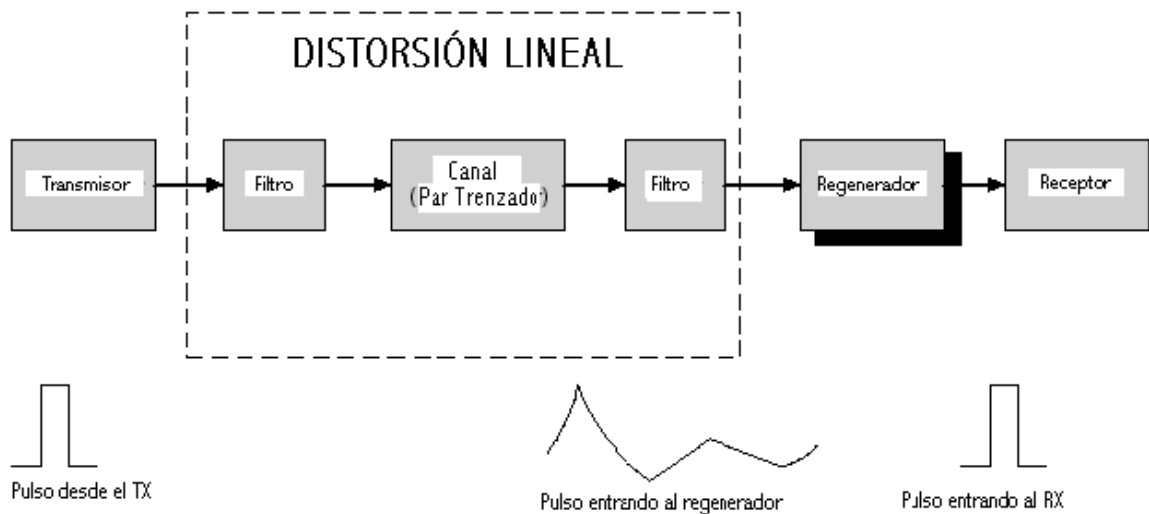 DISTORSIÓN LINEAL
Transmisor
Filtro
Canal
(Par Trenzador)
Filtro
Regenerador
Receptor
Pulso desde el TX
Pulso entrando al regenerador
Pulso entrando al RX